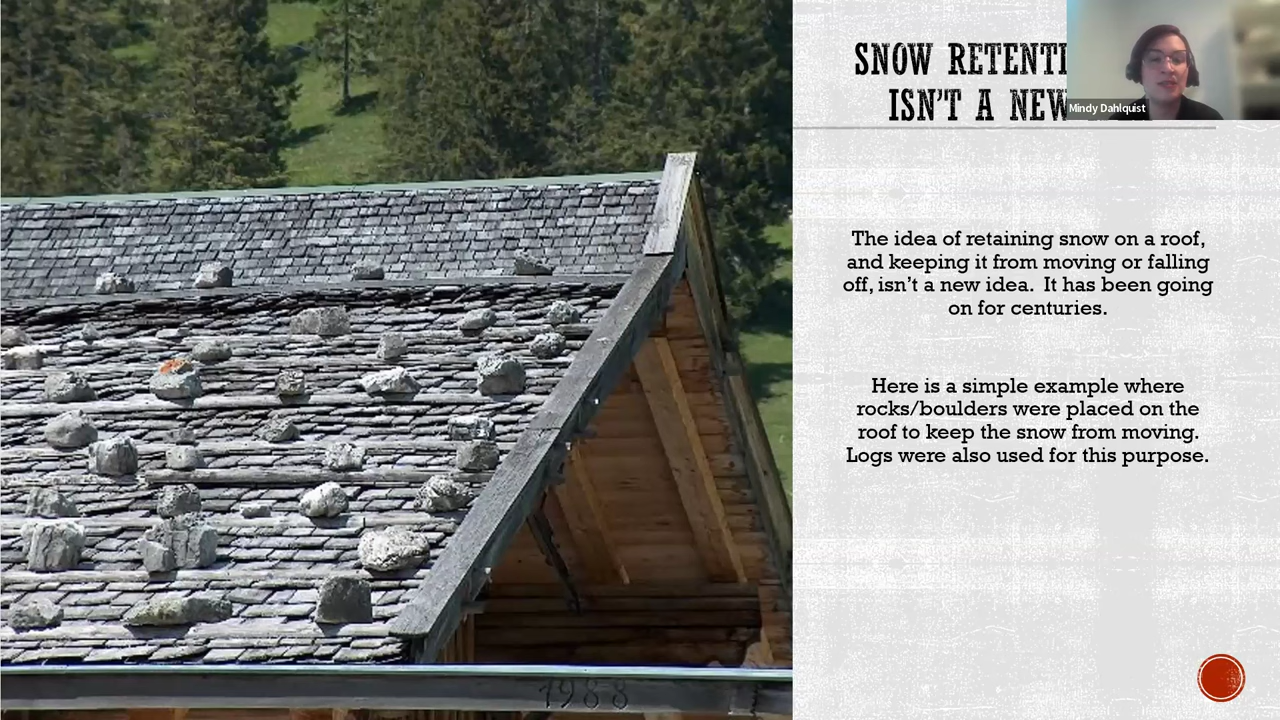 SNOW RETENTI
ISN'T A NEW
Mindy Dahlquist
The idea of retaining snow on a roof,
and keeping it from moving or falling
off, isn't a new idea.  It has been going
on for centuries.
Here is a simple example where
rocks/boulders were placed on the
roof to keep the snow from moving.
Logs were also used for this purpose.
1988